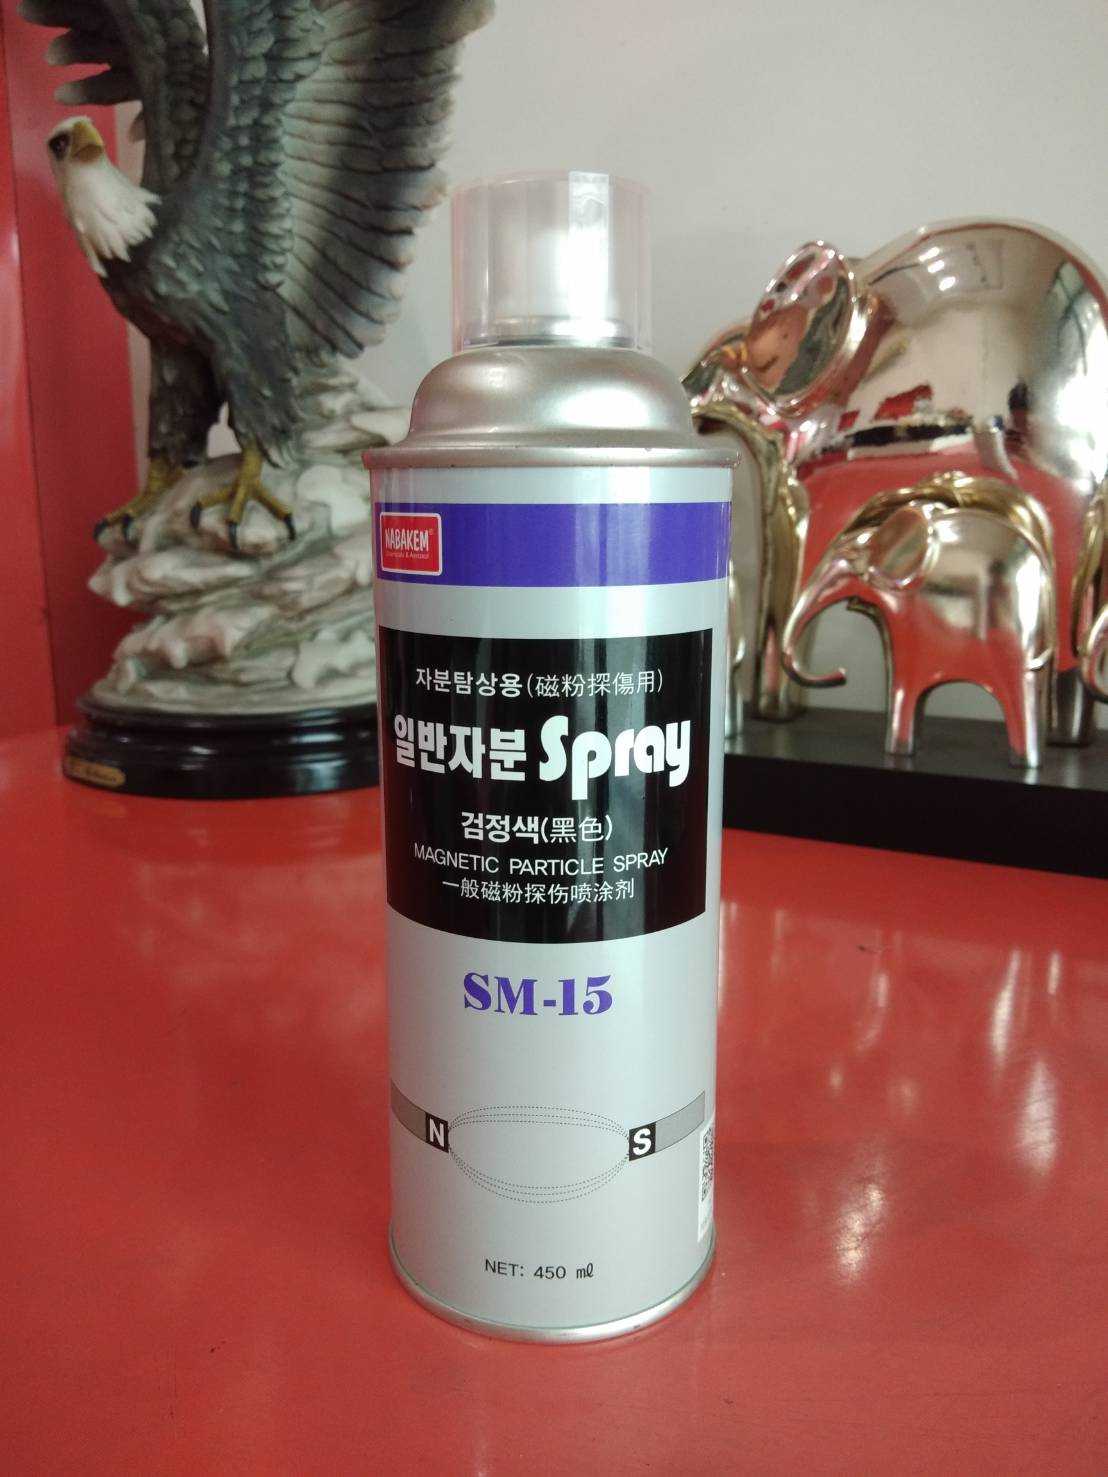 NABAKEM®
Chemicals & Aerosol
자분탐상용(磁粉探傷用)
일반자분 Spray
검정색(黑色)
MAGNETIC PARTICLE SPRAY
一般磁粉探伤喷涂剂
SM-15
N S
NET: 450 ㎖